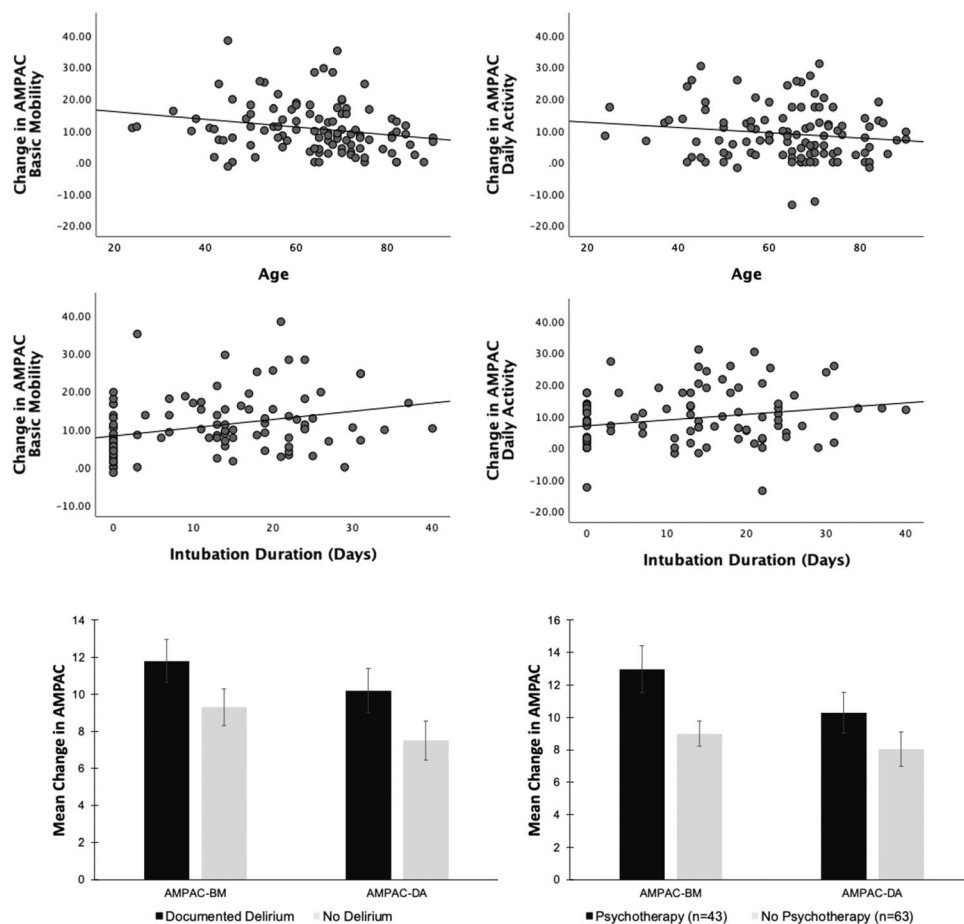 Change in AMPAC
Basic Mobility
40.00
30.00
20.00
10.00
.00
-10.00
-20.00
20 40 60 80
Age
Change in AMPAC
Daily Activity
40.00
30.00
20.00
10.00
.00
-10.00
-20.00
20 40 60 80
Age
Change in AMPAC
Basic Mobility
40.00
30.00
20.00
10.00
.00
-10.00
0 10 20 30 40
Intubation Duration (Days)
Change in AMPAC
Daily Activity
40.00
30.00
20.00
10.00
.00
-10.00
-20.00
0 10 20 30 40
Intubation Duration (Days)
Mean Change in AMPAC
14
12
10
8
6
4
2
0
AMPAC-BM AMPAC-DA
Documented Delirium No Delirium
Mean Change in AMPAC
16
14
12
10
8
6
4
2
0
AMPAC-BM AMPAC-DA
Psychotherapy (n=43) No Psychotherapy (n=63)